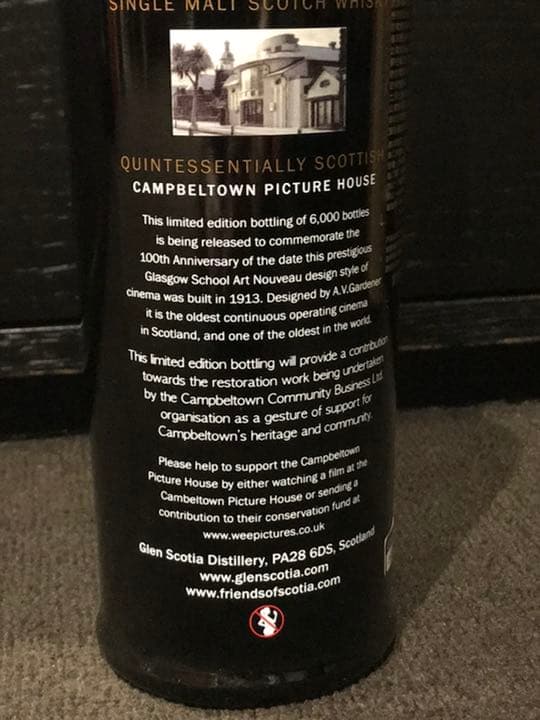 SINGLE MALT SCOTCH WHISKY
QUINTESSENTIALLY SCOTTISH
CAMPBELTOWN PICTURE HOUSE
This limited edition bottling of 6,000 bottles
is being released to commemorate the
100th Anniversary of the date this prestigious
Glasgow School Art Nouveau design style of
cinema was built in 1913. Designed by A.V.Gardener
it is the oldest continuous operating cinema
in Scotland, and one of the oldest in the world.
This limited edition bottling will provide a contribution
towards the restoration work being undertaken
by the Campbeltown Community Business Ltd.
organisation as a gesture of support for
Campbeltown's heritage and community.
Please help to support the Campbeltown
Picture House by either watching a film at the
Cambeltown Picture House or sending a
contribution to their conservation fund at
www.weepictures.co.uk
Glen Scotia Distillery, PA28 6DS, Scotland
www.glenscotia.com
www.friendsofscotia.com